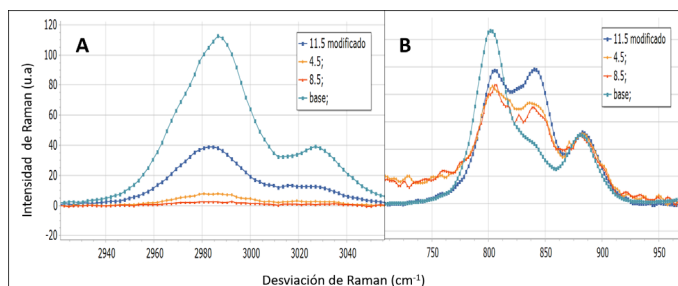 A
B
11.5 modificado
4.5;
8.5;
base;
11.5 modificado
4.5;
8.5;
base;
Intensidad de Raman (u.a)
120
100
80
60
40
20
0
-20
2940
2960
2980
3000
3020
3040
750
800
850
900
950
Desviación de Raman (cm⁻¹)